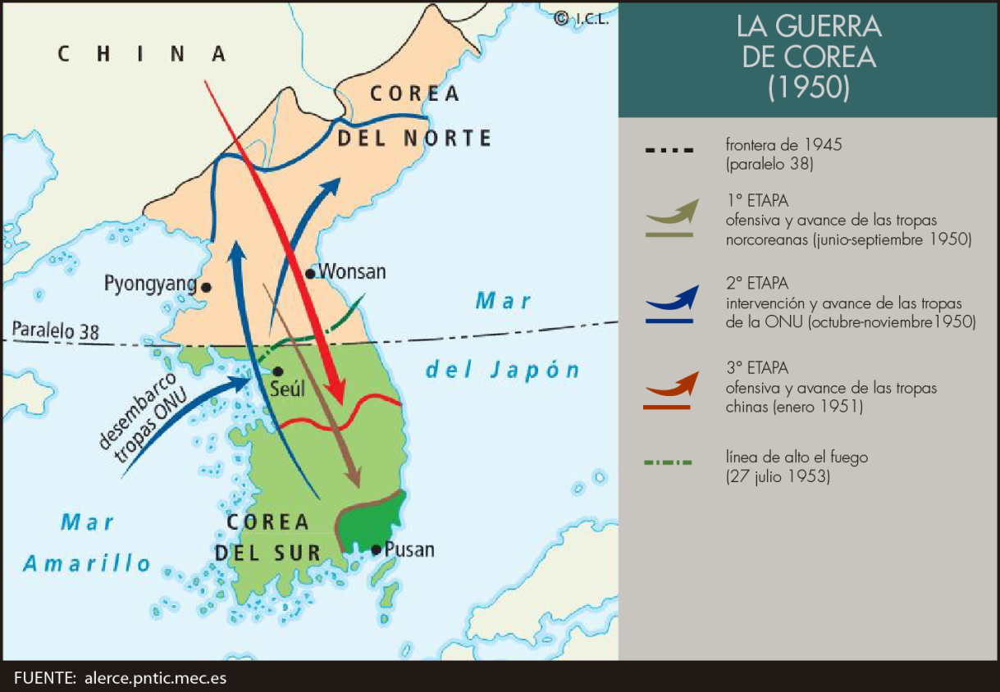 © I.C.L.
CHINA
COREA
DEL NORTE
Pyongyang
Wonsan
Mar
del Japón
Paralelo 38
Seúl
desembarco
tropas ONU
Mar
Amarillo
COREA
DEL SUR
Pusan
LA GUERRA
DE COREA
(1950)
frontera de 1945
(paralelo 38)
1° ETAPA
ofensiva y avance de las tropas
norcoreanas (junio-septiembre 1950)
2° ETAPA
intervención y avance de las tropas
de la ONU (octubre-noviembre1950)
3° ETAPA
ofensiva y avance de las tropas
chinas (enero 1951)
línea de alto el fuego
(27 julio 1953)
FUENTE: alerce.pntic.mec.es